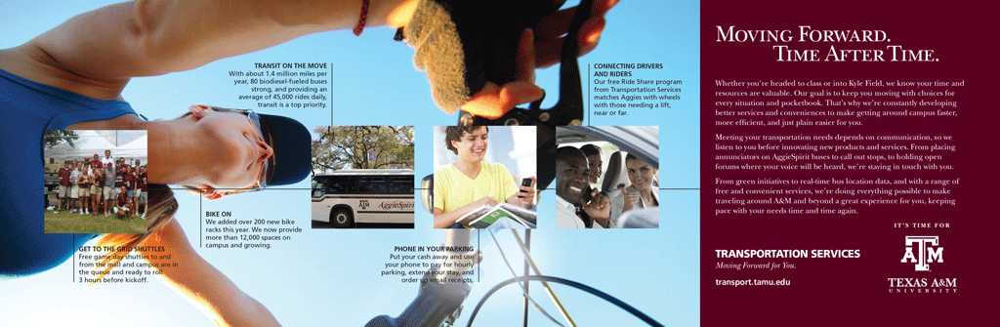 TRANSIT ON THE MOVE
With about 1.4 million miles per
year, 80 biodiesel-fueled buses
strong, and providing an
average of 45,000 rides daily,
transit is a top priority.
CONNECTING DRIVERS
AND RIDERS
Our free Ride Share program
from Transportation Services
matches Aggies with wheels
with those needing a lift,
near or far.
ATM
AggieSpirit
BIKE ON
We added over 200 new bike
racks this year. We now provide
more than 12,000 spaces on
campus and growing.
GET TO THE GRID SHUTTLES
Free game day shuttles to and
from the mall and campus are in
the queue and ready to roll
3 hours before kickoff.
PHONE IN YOUR PARKING
Put your cash away and use
your phone to pay for hourly
parking, extend your stay, and
order up email receipts.
MOVING FORWARD.
TIME AFTER TIME.
Whether you're headed to class or into Kyle Field, we know your time and
resources are valuable. Our goal is to keep you moving with choices for
every situation and pocketbook. That's why we're constantly developing
better services and conveniences to make getting around campus faster,
more efficient, and just plain easier for you.
Meeting your transportation needs depends on communication, so we
listen to you before innovating new products and services. From placing
annunciators on AggieSpirit buses to call out stops, to holding open
forums where your voice will be heard, we're staying in touch with you.
From green initiatives to real-time bus location data, and with a range of
free and convenient services, we're doing everything possible to make
traveling around A&M and beyond a great experience for you, keeping
pace with your needs time and time again.
IT'S TIME FOR
TRANSPORTATION SERVICES
Moving Forward for You.
transport.tamu.edu
ATM
TEXAS A&M
UNIVERSITY